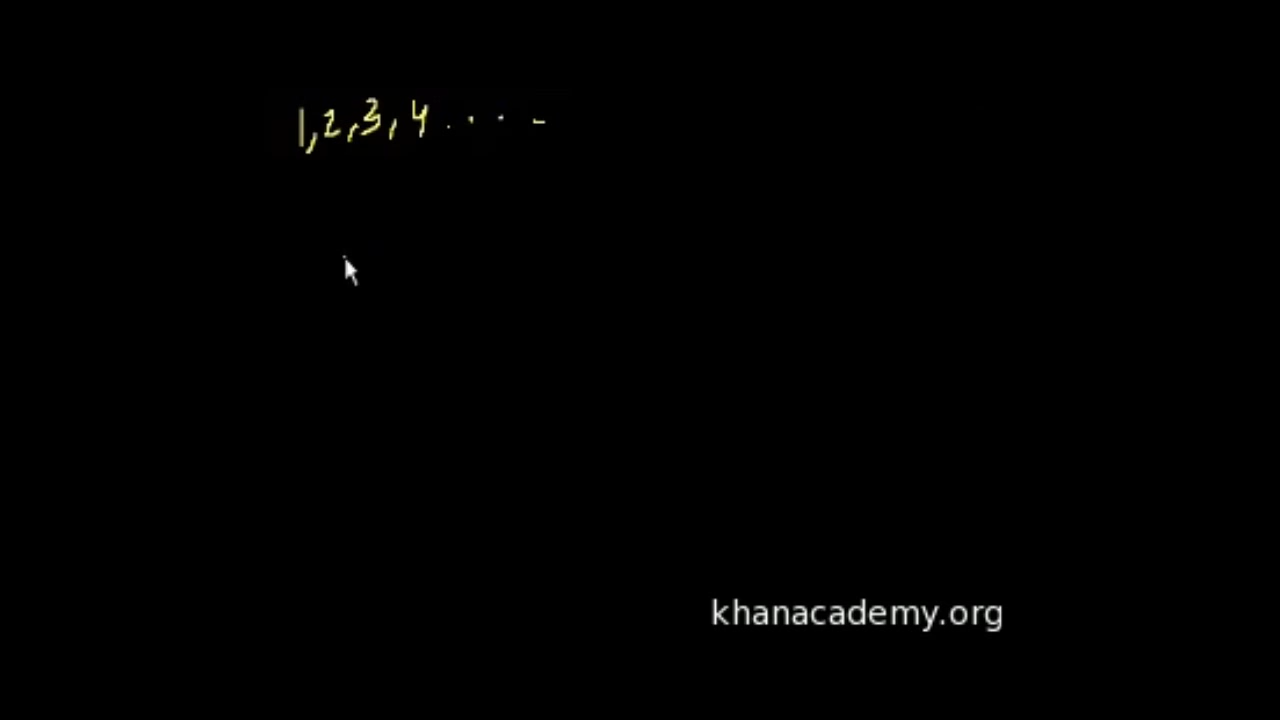 1, 2, 3, 4 . . . .
khanacademy.org